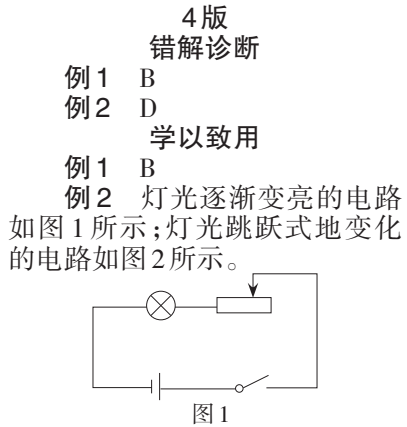 4版
错解诊断
例1 B
例2 D
学以致用
例1 B
例2 灯光逐渐变亮的电路
如图1所示;灯光跳跃式地变化
的电路如图2所示。
图1